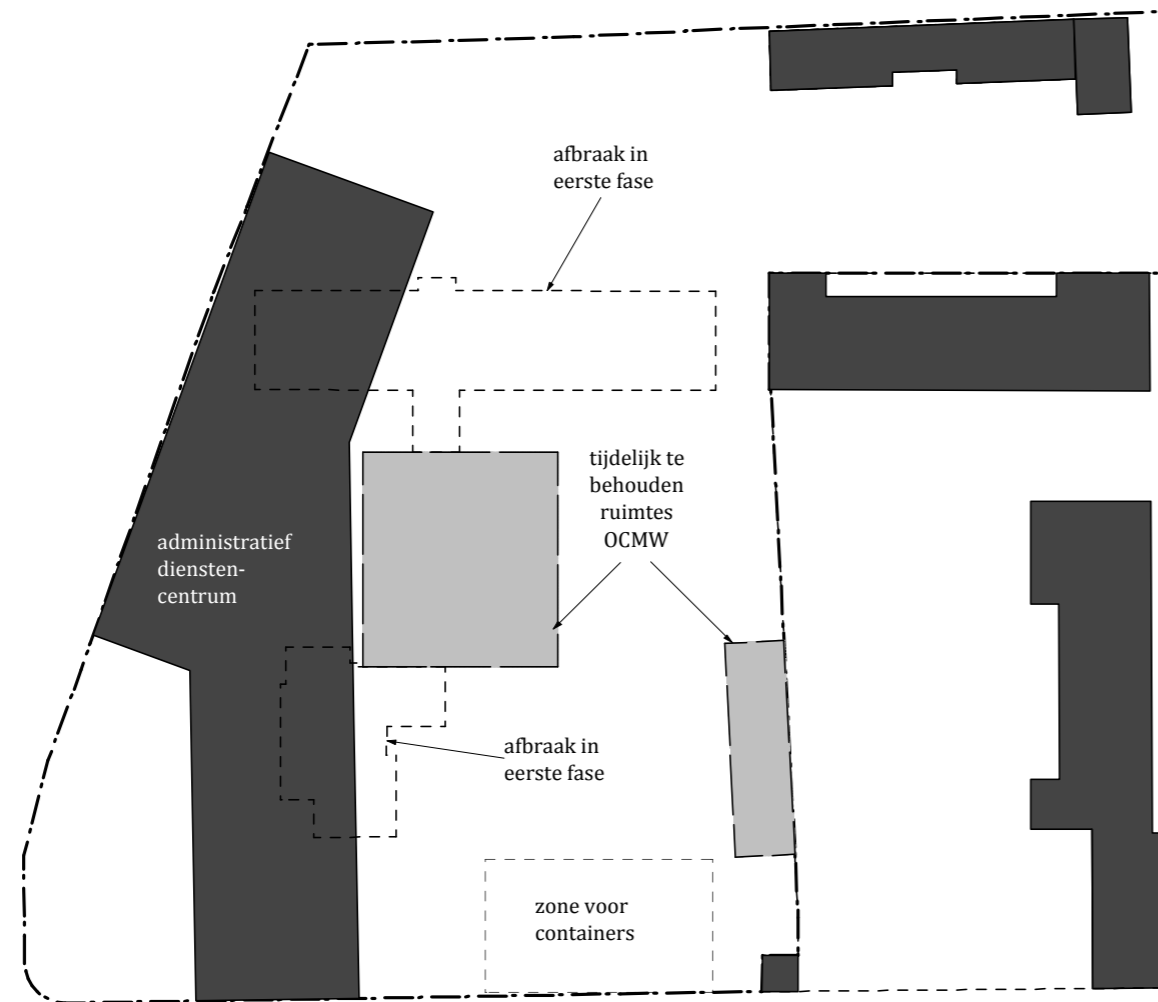 afbraak in
eerste fase
tijdelijk te
behouden
ruimtes
OCMW
administratief
diensten-
centrum
afbraak in
eerste fase
zone voor
containers